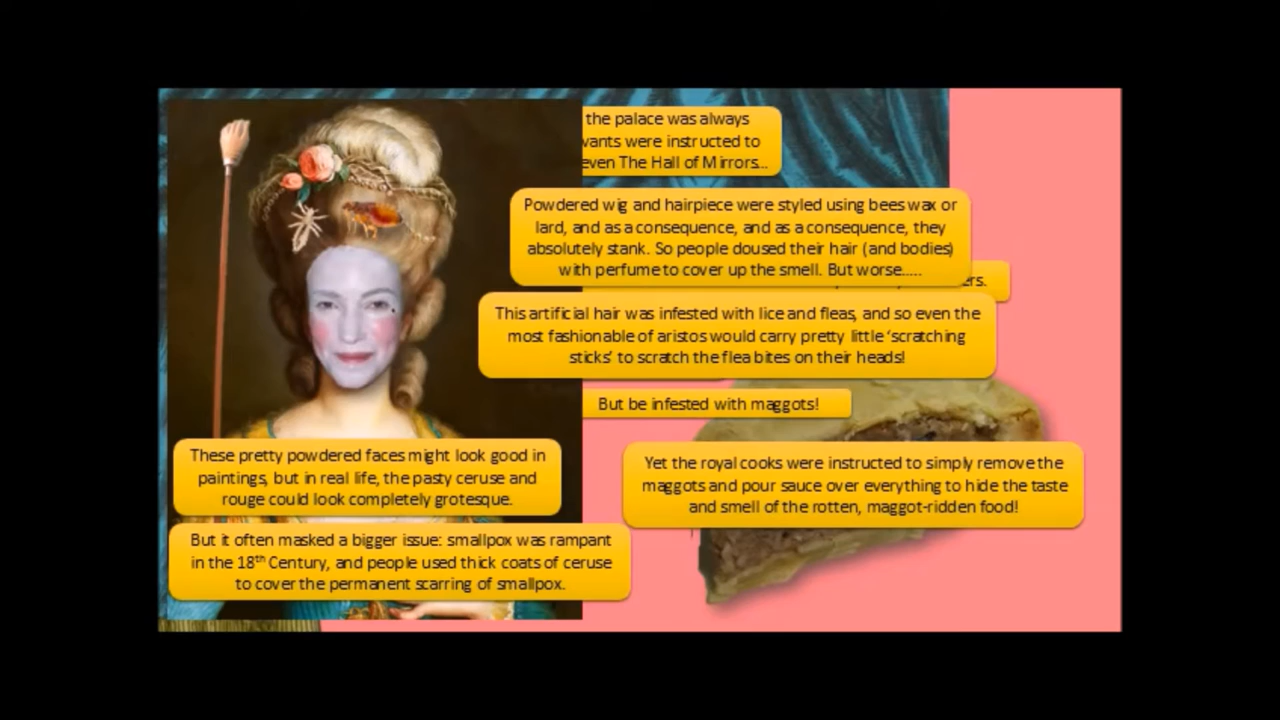 the palace was always
wants were instructed to
even The Hall of Mirrors...
Powdered wig and hairpiece were styled using bees wax or
lard, and as a consequence, and as a consequence, they
absolutely stank. So people doused their hair (and bodies)
with perfume to cover up the smell. But worse.....
ers.
This artificial hair was infested with lice and fleas, and so even the
most fashionable of aristos would carry pretty little ‘scratching
sticks’ to scratch the flea bites on their heads!
But be infested with maggots!
These pretty powdered faces might look good in
paintings, but in real life, the pasty ceruse and
rouge could look completely grotesque.
Yet the royal cooks were instructed to simply remove the
maggots and pour sauce over everything to hide the taste
and smell of the rotten, maggot-ridden food!
But it often masked a bigger issue: smallpox was rampant
in the 18th Century, and people used thick coats of ceruse
to cover the permanent scarring of smallpox.